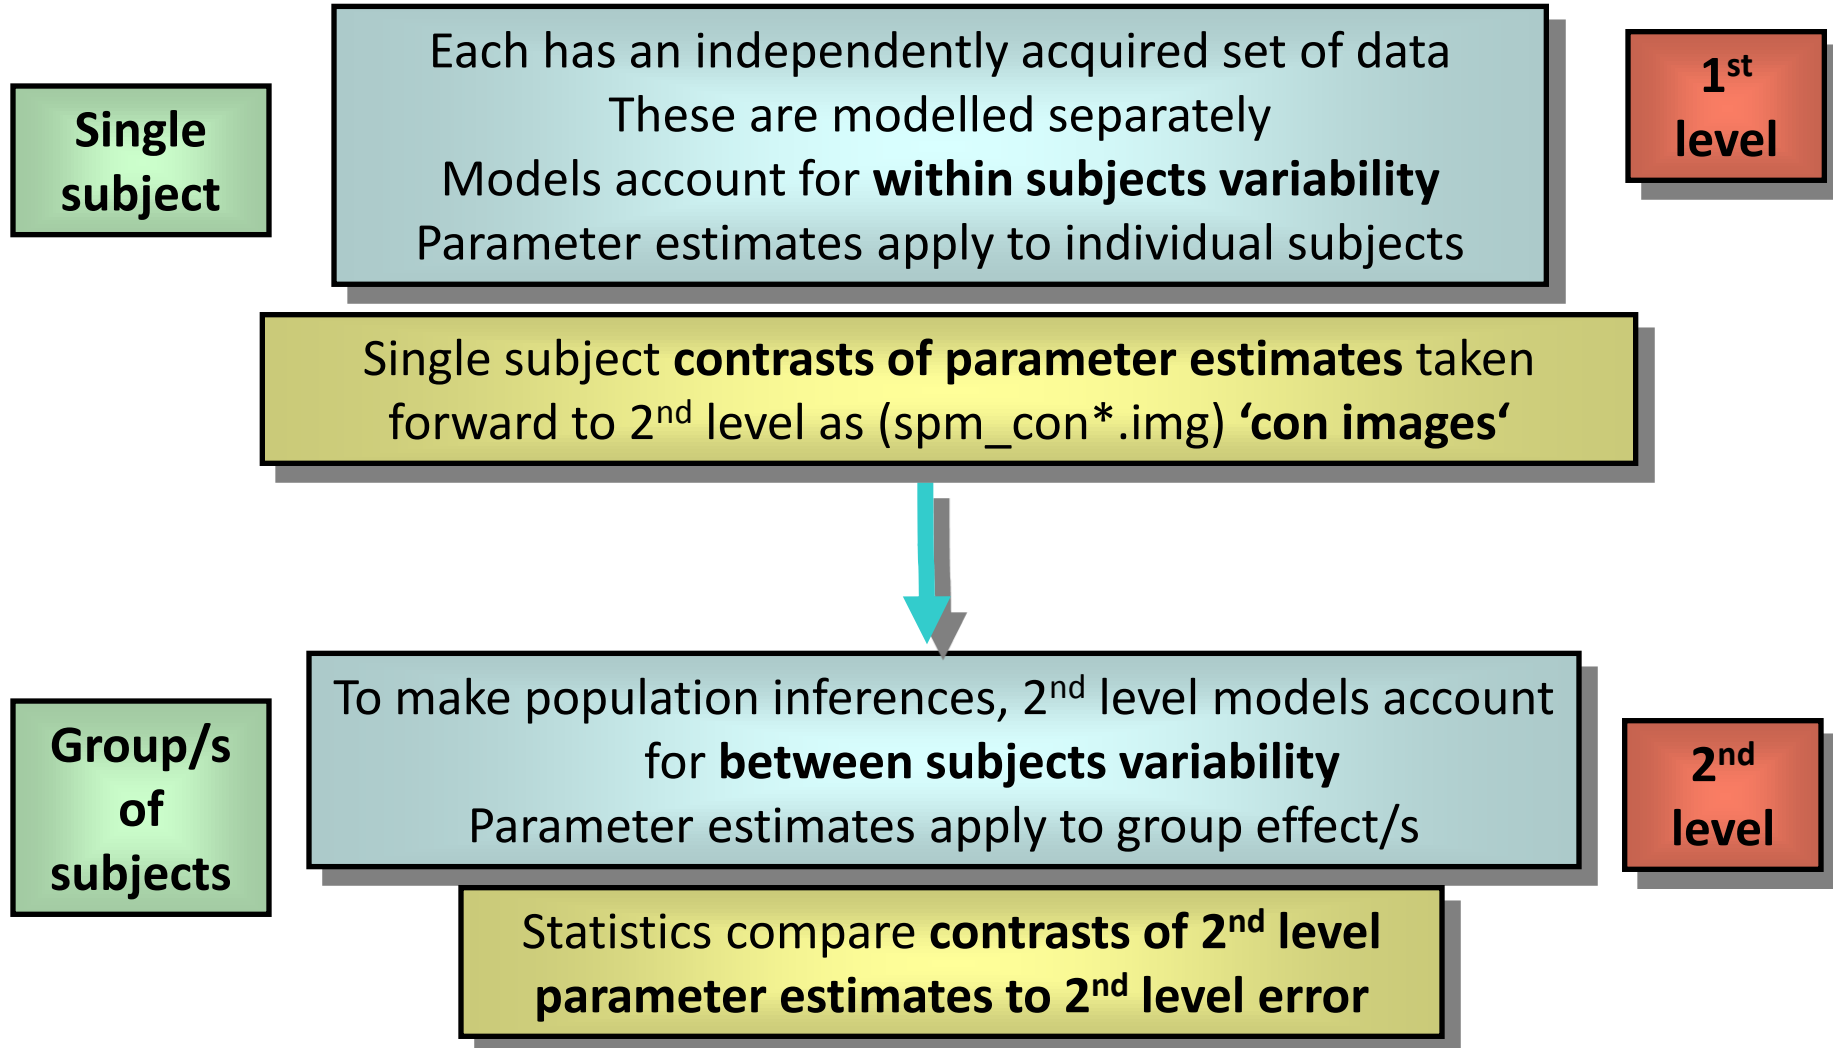 Single
subject
Each has an independently acquired set of data
These are modelled separately
Models account for within subjects variability
Parameter estimates apply to individual subjects
1st
level
Single subject contrasts of parameter estimates taken
forward to 2nd level as (spm_con*.img) ‘con images‘
Group/s
of
subjects
To make population inferences, 2nd level models account
for between subjects variability
Parameter estimates apply to group effect/s
2nd
level
Statistics compare contrasts of 2nd level
parameter estimates to 2nd level error